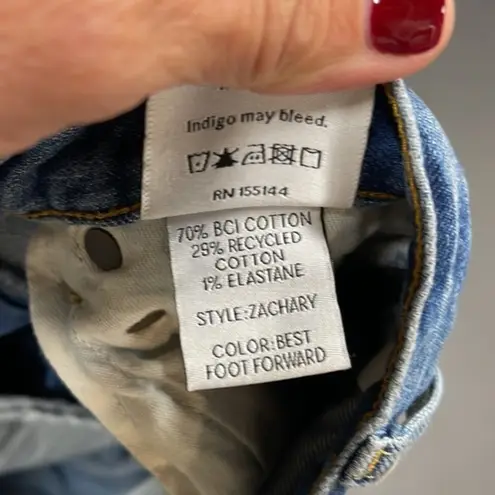 Indigo may bleed.
RN 155144
70% BCI COTTON
29% RECYCLED
COTTON
1% ELASTANE
STYLE:ZACHARY
COLOR:BEST
FOOT FORWARD